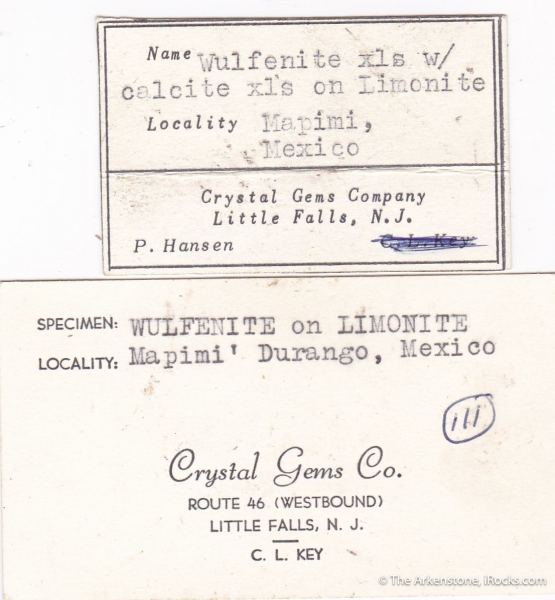 Name Wulfenite xls w/
calcite xls on Limonite
Locality Mapimi,
Mexico
Crystal Gems Company
Little Falls, N.J.
P. Hansen C. L. Key
SPECIMEN: WULFENITE on LIMONITE
LOCALITY: Mapimi' Durango, Mexico
111
Crystal Gems Co.
ROUTE 46 (WESTBOUND)
LITTLE FALLS, N. J.
C. L. KEY
© The Arkenstone, iRocks.com